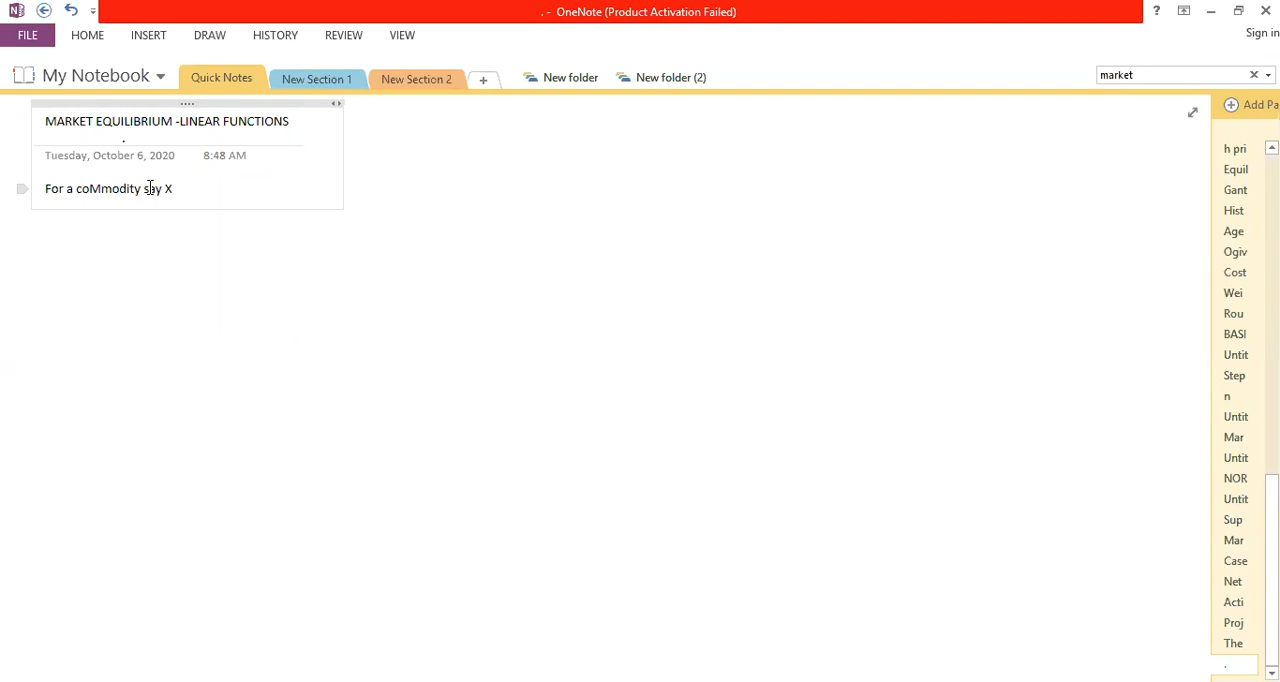 . - OneNote (Product Activation Failed)
?
FILE HOME INSERT DRAW HISTORY REVIEW VIEW
Sign in
My Notebook Quick Notes New Section 1 New Section 2 + New folder New folder (2)
market
MARKET EQUILIBRIUM -LINEAR FUNCTIONS
.
Tuesday, October 6, 2020 8:48 AM
For a coMmodity say X
Add Pa
h pri
Equil
Gant
Hist
Age
Ogiv
Cost
Wei
Rou
BASI
Untit
Step
n
Untit
Mar
Untit
NOR
Untit
Sup
Mar
Case
Net
Acti
Proj
The
.